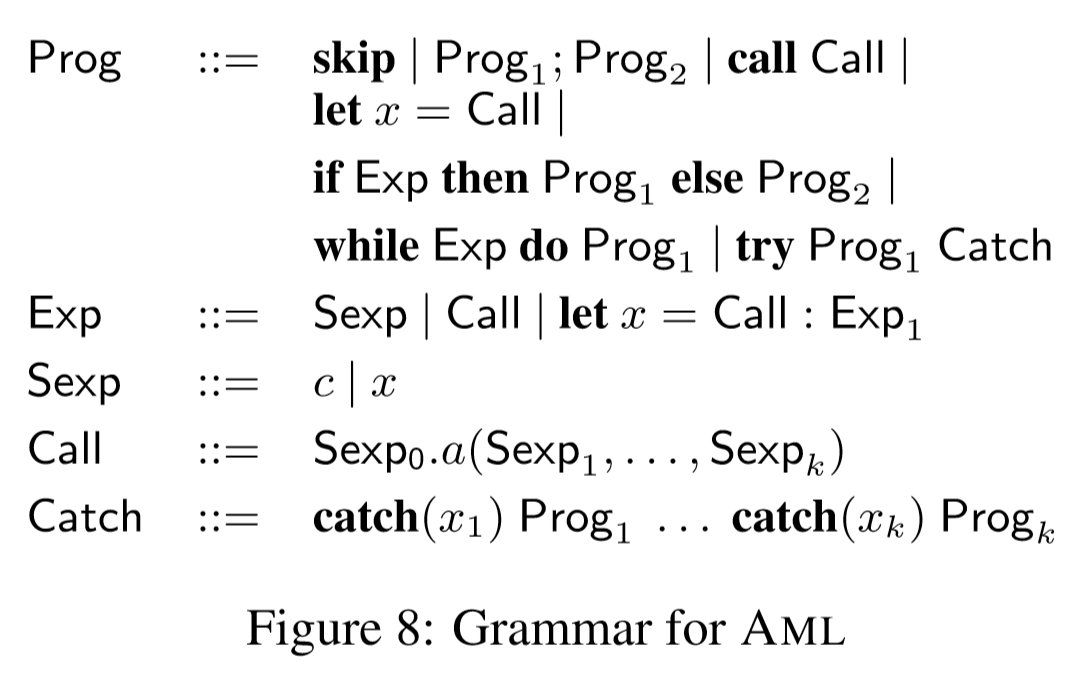 Prog ::= skip | Prog₁; Prog₂ | call Call |
let x = Call |
if Exp then Prog₁ else Prog₂ |
while Exp do Prog₁ | try Prog₁ Catch
Exp ::= Sexp | Call | let x = Call : Exp₁
Sexp ::= c | x
Call ::= Sexp₀.a(Sexp₁, . . . , Sexpₖ)
Catch ::= catch(x₁) Prog₁ . . . catch(xₖ) Progₖ
Figure 8: Grammar for AML